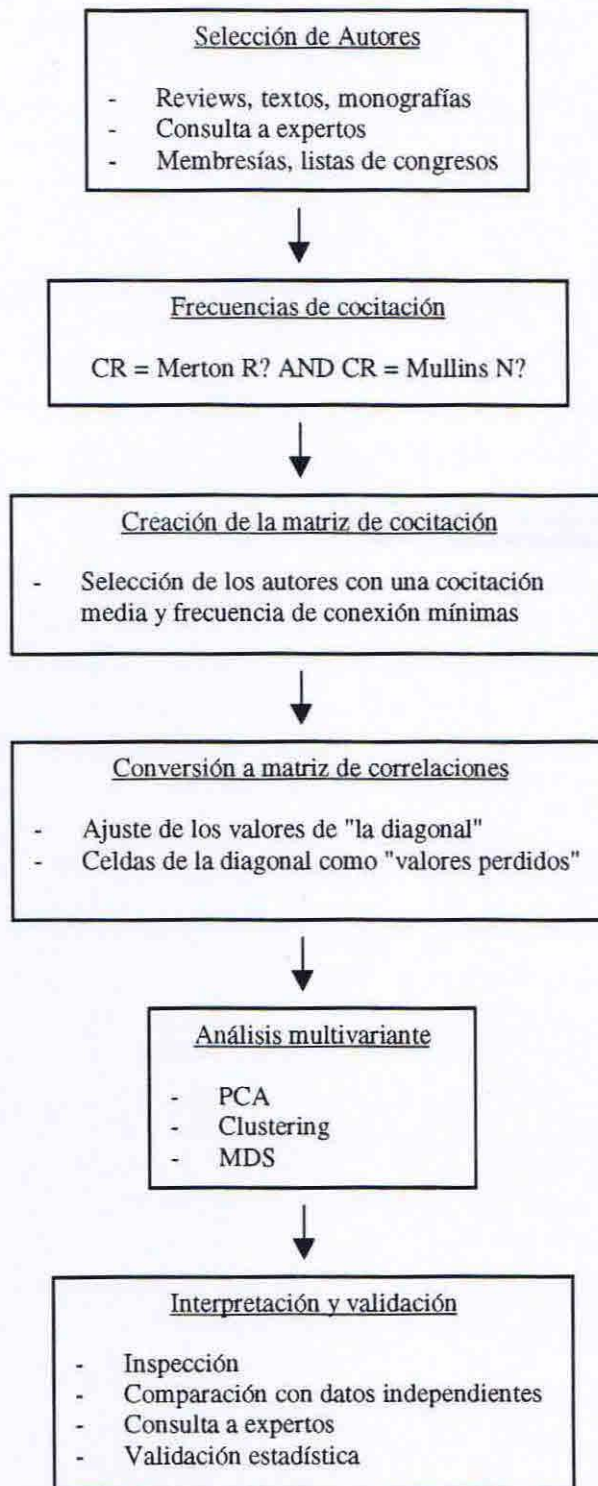 Selección de Autores
- Reviews, textos, monografías
- Consulta a expertos
- Membresías, listas de congresos
Frecuencias de cocitación
CR = Merton R? AND CR = Mullins N?
Creación de la matriz de cocitación
- Selección de los autores con una cocitación
media y frecuencia de conexión mínimas
Conversión a matriz de correlaciones
- Ajuste de los valores de "la diagonal"
- Celdas de la diagonal como "valores perdidos"
Análisis multivariante
- PCA
- Clustering
- MDS
Interpretación y validación
- Inspección
- Comparación con datos independientes
- Consulta a expertos
- Validación estadística